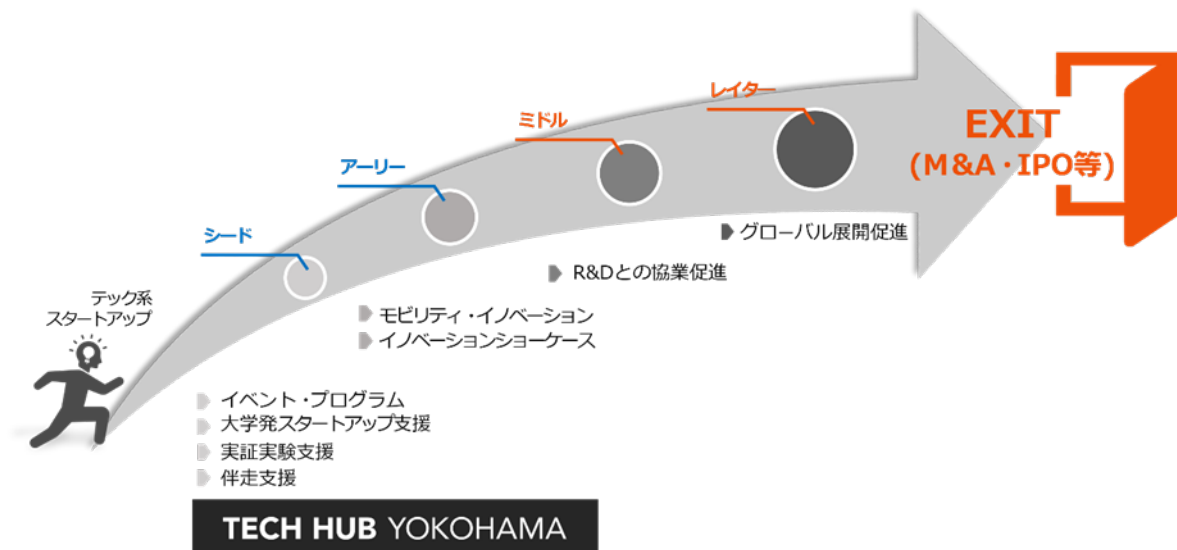 レイター
EXIT
(M&A・IPO等)
ミドル
アーリー
シード
グローバル展開促進
R&Dとの協業促進
テック系
スタートアップ
モビリティ・イノベーション
イノベーションショーケース
イベント・プログラム
大学発スタートアップ支援
実証実験支援
伴走支援
TECH HUB YOKOHAMA